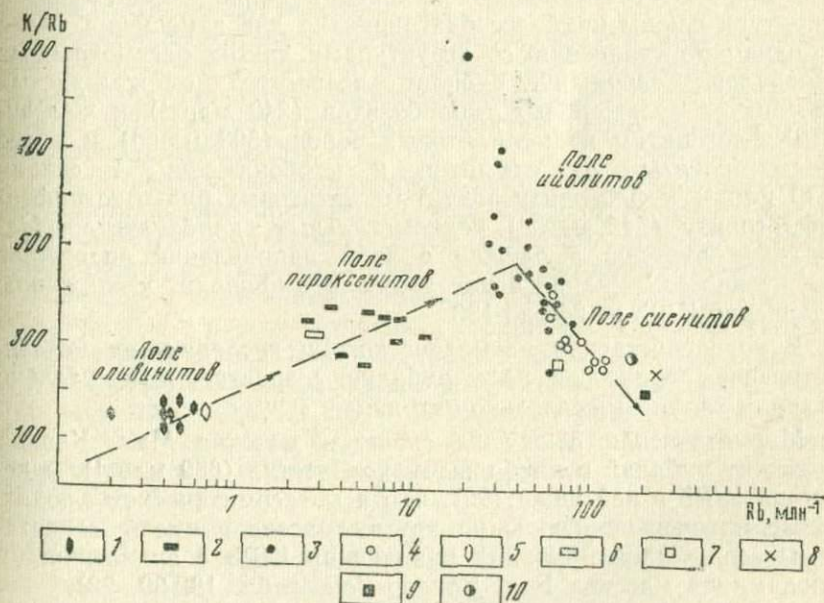 K/Rb
900
700
Поле
ийолитов
500
Поле
пироксенитов
300
Поле сиенитов
Поле
оливинитов
100
1 10 100
Rb, млн⁻¹
1 2 3 4 5 6 7 8
9 10